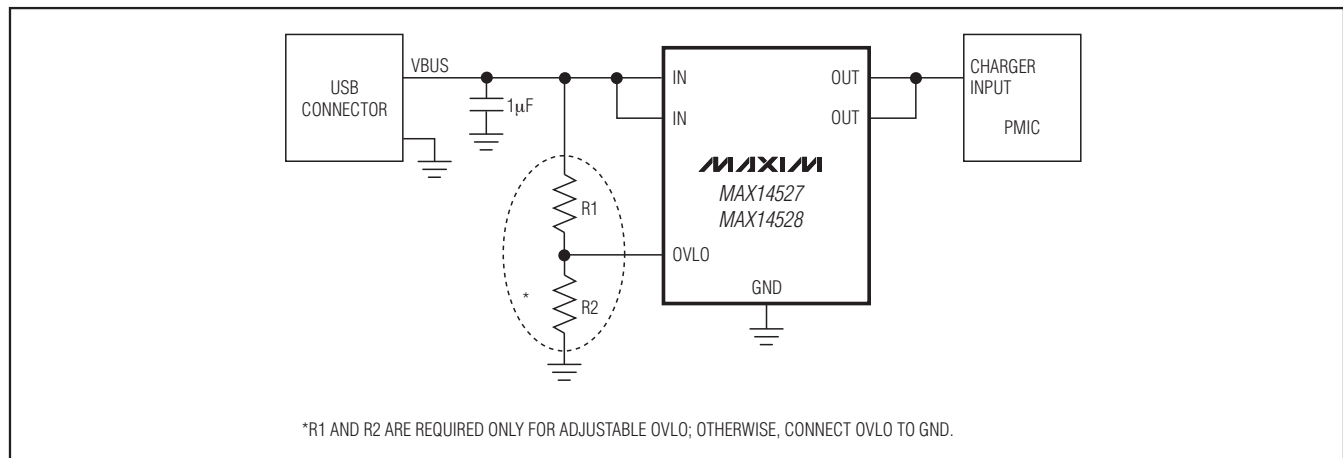 USB
CONNECTOR
VBUS
1µF
R1
R2
*
IN
IN
OVLO
GND
OUT
OUT
MAXIM
MAX14527
MAX14528
CHARGER
INPUT
PMIC
*R1 AND R2 ARE REQUIRED ONLY FOR ADJUSTABLE OVLO; OTHERWISE, CONNECT OVLO TO GND.